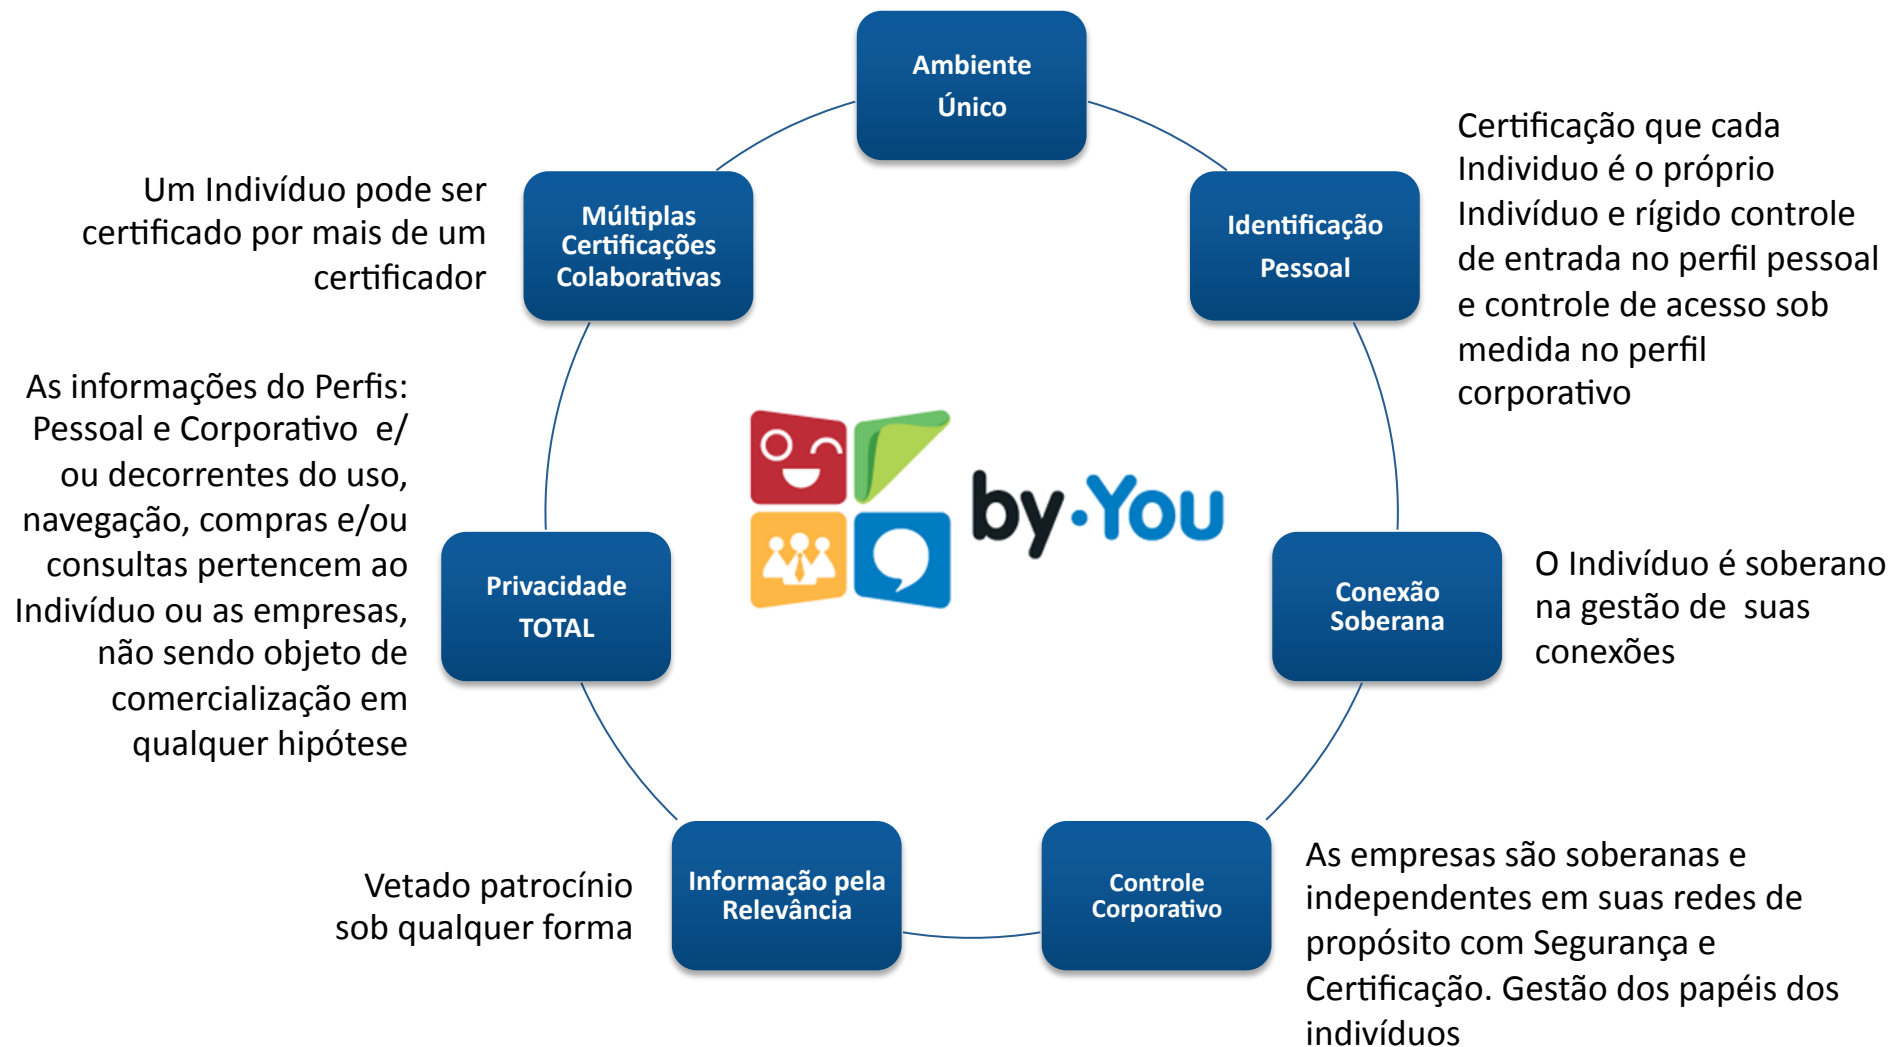 Ambiente
Único
Identificação
Pessoal
Certificação que cada
Individuo é o próprio
Indivíduo e rígido controle
de entrada no perfil pessoal
e controle de acesso sob
medida no perfil
corporativo
Conexão
Soberana
O Indivíduo é soberano
na gestão de suas
conexões
Controle
Corporativo
As empresas são soberanas e
independentes em suas redes de
propósito com Segurança e
Certificação. Gestão dos papéis dos
indivíduos
Informação pela
Relevância
Vetado patrocínio
sob qualquer forma
Privacidade
TOTAL
As informações do Perfis:
Pessoal e Corporativo e/
ou decorrentes do uso,
navegação, compras e/ou
consultas pertencem ao
Indivíduo ou as empresas,
não sendo objeto de
comercialização em
qualquer hipótese
Múltiplas
Certificações
Colaborativas
Um Indivíduo pode ser
certificado por mais de um
certificador
by·You